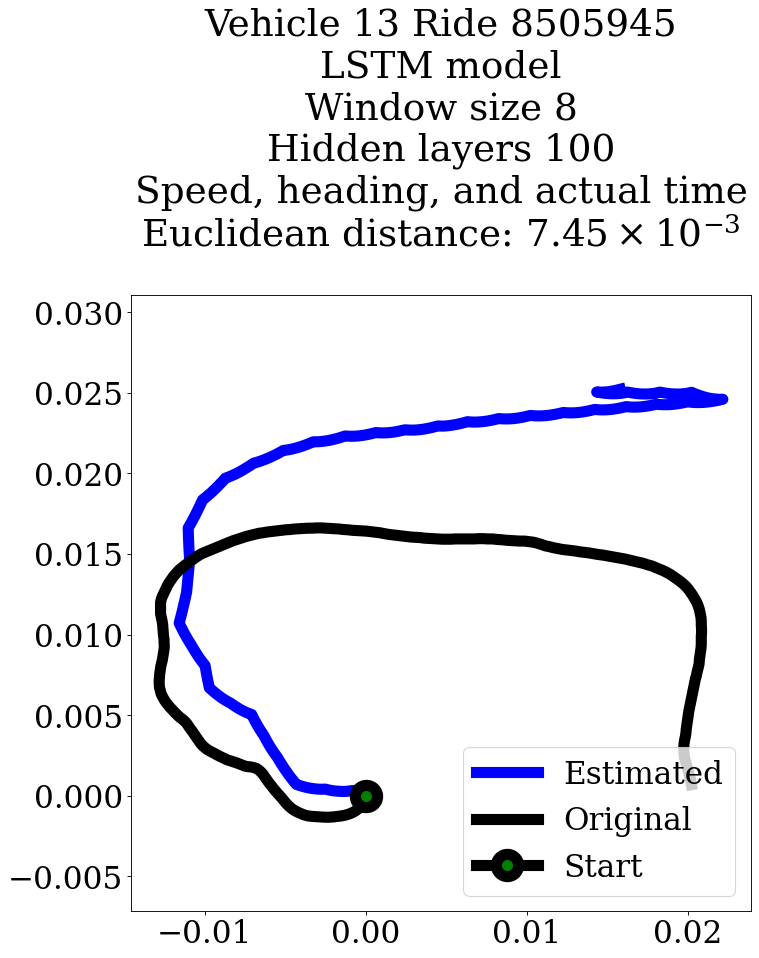 Vehicle 13 Ride 8505945
LSTM model
Window size 8
Hidden layers 100
Speed, heading, and actual time
Euclidean distance: 7.45 × 10⁻³
0.030
0.025
0.020
0.015
0.010
0.005
0.000
−0.005
Estimated
Original
Start
−0.01
0.00
0.01
0.02